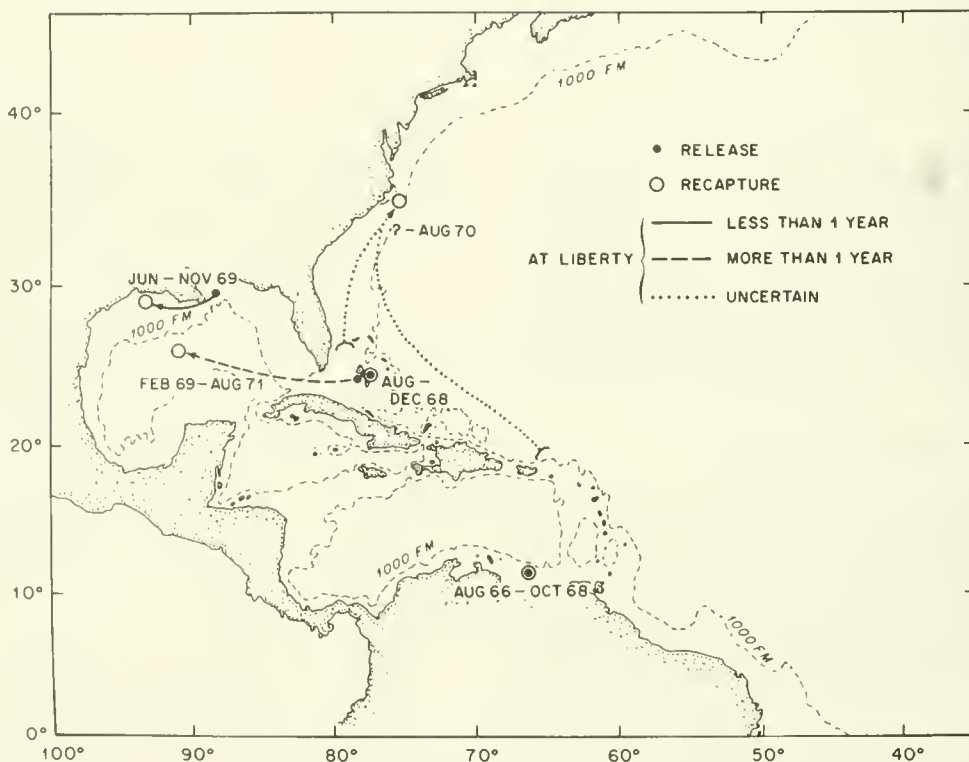 1000 FM
40°
RELEASE
RECAPTURE
LESS THAN 1 YEAR
? - AUG 70
AT LIBERTY
MORE THAN 1 YEAR
JUN - NOV 69
30°
UNCERTAIN
1000 FM
FEB 69 - AUG 71
AUG -
DEC 68
20°
1000 FM
AUG 66 - OCT 68
10°
1000 FM
0°
100° 90° 80° 70° 60° 50° 40°